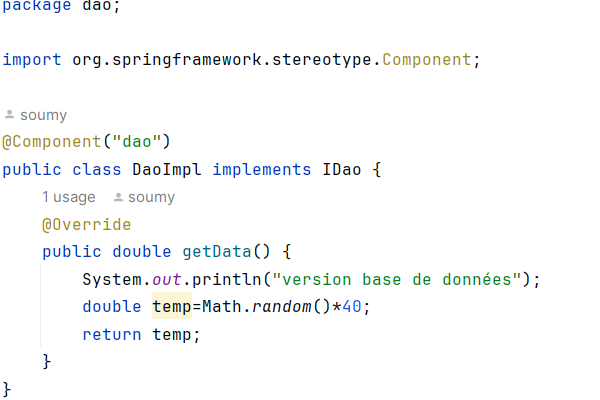 package dao;
import org.springframework.stereotype.Component;
soumy
@Component("dao")
public class DaoImpl implements IDao {
1 usage soumy
@Override
public double getData() {
System.out.println("version base de données");
double temp=Math.random()*40;
return temp;
}
}